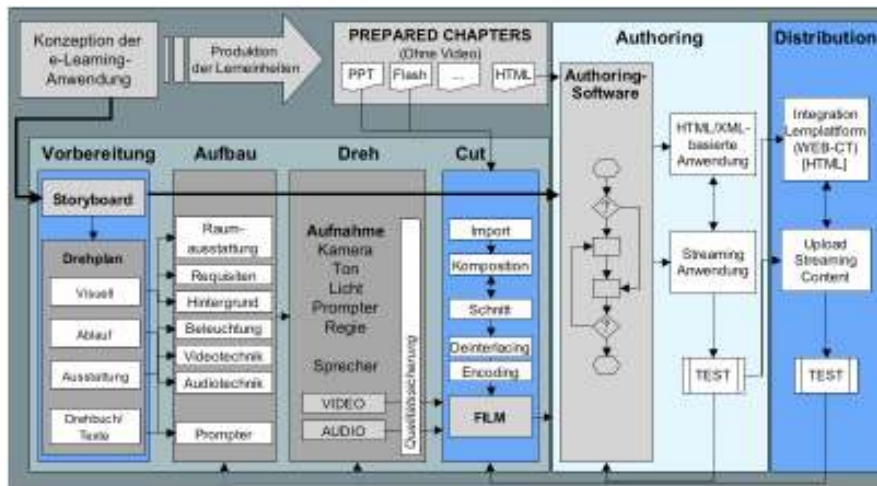 Konzeption der
e-Learning-
Anwendung
Produktion
der Lerneinheiten
PREPARED CHAPTERS
(Ohne Video)
PPT
Flash
...
HTML
Authoring
Distribution
Authoring-
Software
HTML/XML-
basierte
Anwendung
Integration
Lernplattform
(WEB-CT)
[HTML]
Vorbereitung
Aufbau
Dreh
Cut
Storyboard
Drehplan
Visuell
Ablauf
Ausstattung
Drehbuch/
Texte
Raum-
ausstattung
Requisiten
Hintergrund
Beleuchtung
Videotechnik
Audiotechnik
Prompter
Aufnahme
Kamera
Ton
Licht
Prompter
Regie
Sprecher
VIDEO
AUDIO
Qualitätssicherung
Import
Komposition
Schnitt
Deinterlacing
Encoding
FILM
?
?
Streaming
Anwendung
Upload
Streaming
Content
TEST
TEST